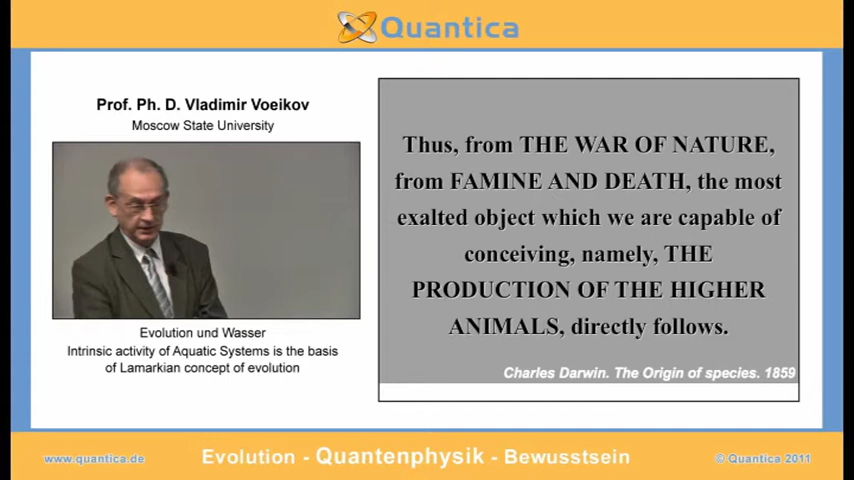 Quantica
Prof. Ph. D. Vladimir Voeikov
Moscow State University
Evolution und Wasser
Intrinsic activity of Aquatic Systems is the basis
of Lamarkian concept of evolution
Thus, from THE WAR OF NATURE,
from FAMINE AND DEATH, the most
exalted object which we are capable of
conceiving, namely, THE
PRODUCTION OF THE HIGHER
ANIMALS, directly follows.
Charles Darwin. The Origin of species. 1859
www.quantica.de
Evolution - Quantenphysik - Bewusstsein
© Quantica 2011